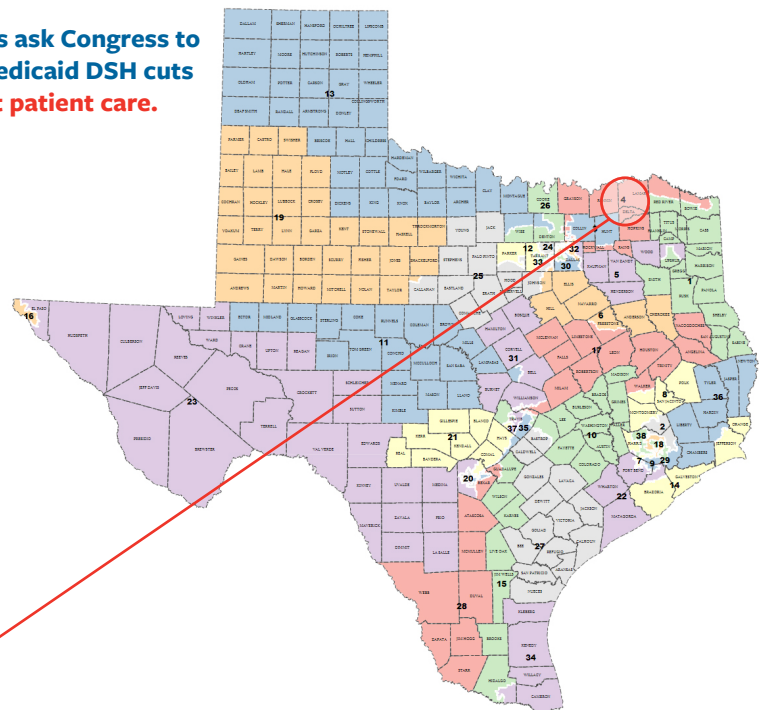 s ask Congress to
edicaid DSH cuts
t patient care.
DALLAM SHERMAN HANSFORD OCHILTREE LIPSCOMB
HARTLEY MOORE HUTCHINSON ROBERTS HEMPHILL
OLDHAM POTTER CARSON GRAY WHEELER
13
COLLINGSWORTH
DEAF SMITH RANDALL ARMSTRONG DONLEY
PARMER CASTRO SWISHER BRISCOE HALL CHILDRESS
HARDEMAN
BAILEY LAMB HALE FLOYD MOTLEY COTTLE
FOARD WILBARGER WICHITA
CLAY MONTAGUE COOKE GRAYSON
26
4
LAMAR
DELTA
RED RIVER
BOWIE
COCHRAN HOCKLEY LUBBOCK CROSBY DICKENS KING KNOX BAYLOR ARCHER
19
JACK WISE DENTON COLLIN HUNT HOPKINS FRANKLIN TITUS CAMP CASS
YOAKUM TERRY LYNN GARZA KENT STONEWALL HASKELL THROCKMORTON YOUNG
PALO PINTO PARKER 12 TARRANT 24 33 32 30 ROCKWALL RAINS WOOD UPSHUR MARION
1
GAINES DAWSON BORDEN SCURRY FISHER JONES SHACKELFORD STEPHENS
25
HOOD JOHNSON ELLIS KAUFMAN VAN ZANDT 5 SMITH GREGG HARRISON
ANDREWS MARTIN HOWARD MITCHELL NOLAN TAYLOR CALLAHAN EASTLAND ERATH
HENDERSON RUSK PANOLA
HILL NAVARRO 6 ANDERSON CHEROKEE SHELBY
EL PASO
16
HUDSPETH CULBERSON LOVING WINKLER ECTOR MIDLAND GLASSCOCK STERLING COKE RUNNELS COLEMAN BROWN COMANCHE
HAMILTON BOSQUE FREESTONE NACOGDOCHES SAN AUGUSTINE SABINE
REEVES WARD CRANE UPTON REAGAN IRION TOM GREEN CONCHO MCCULLOCH SAN SABA MILLS LAMPASAS CORYELL
11
31
MCLENNAN LIMESTONE 17 LEON HOUSTON ANGELINA
FALLS ROBERTSON TRINITY
BELL MADISON WALKER POLK TYLER JASPER NEWTON
JEFF DAVIS PECOS CROCKETT SCHLEICHER MENARD MASON LLANO BURNET WILLIAMSON MILAM
23
8 SAN JACINTO 36 HARDIN
SUTTON KIMBLE
BURLESON BRAZOS GRIMES MONTGOMERY LIBERTY ORANGE
PRESIDIO BREWSTER TERRELL VAL VERDE EDWARDS
GILLESPIE BLANCO HAYS TRAVIS 37 35 LEE WASHINGTON
KERR 21 KENDALL COMAL BASTROP FAYETTE 10 AUSTIN
REAL BANDERA CALDWELL COLORADO
HARRIS 38 2 18 7 9 29 CHAMBERS JEFFERSON
FORT BEND GALVESTON
14
BRAZORIA
20 BEXAR GUADALUPE GONZALES LAVACA WHARTON
22
MATAGORDA
KINNEY UVALDE MEDINA WILSON DEWITT JACKSON
MAVERICK ZAVALA FRIO ATASCOSA KARNES VICTORIA
GOLIAD CALHOUN
DIMMIT LA SALLE MCMULLEN LIVE OAK BEE 27 REFUGIO
ARANSAS
SAN PATRICIO
WEBB DUVAL JIM WELLS NUECES
15
28
KLEBERG
ZAPATA JIM HOGG BROOKS KENEDY
34
STARR HIDALGO WILLACY
CAMERON